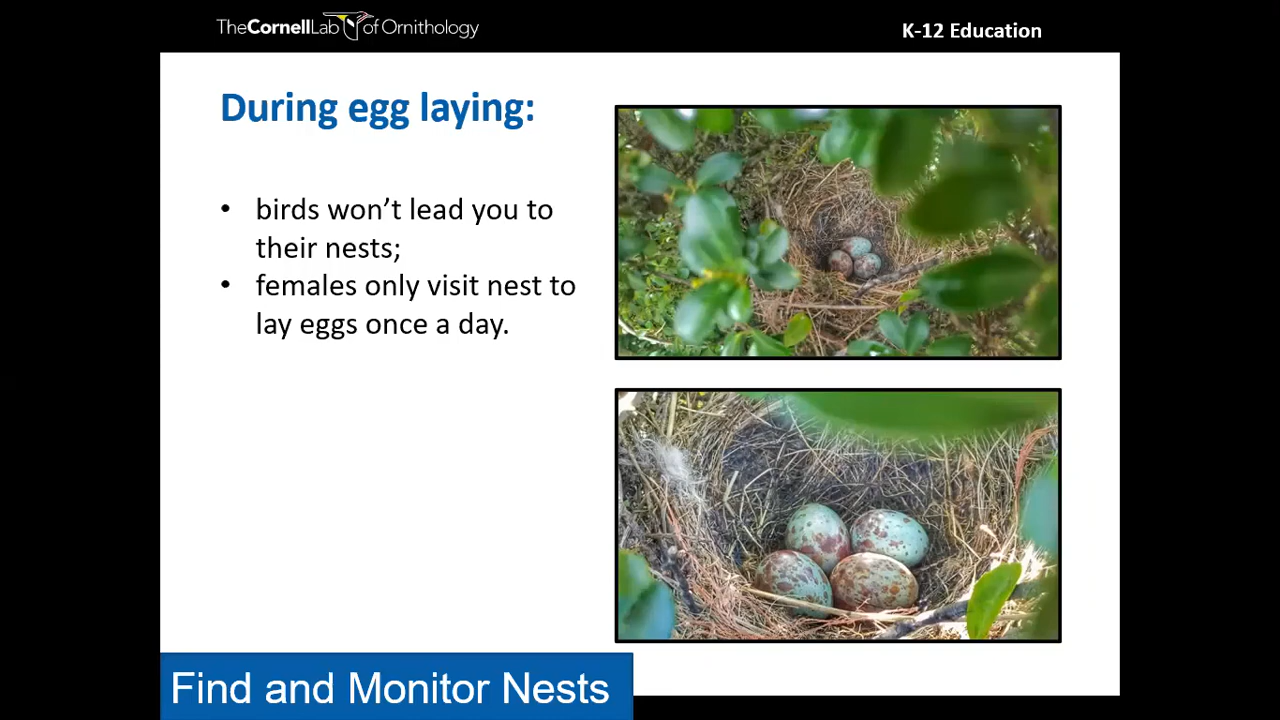 TheCornellLab of Ornithology
K-12 Education
During egg laying:
• birds won't lead you to
their nests;
• females only visit nest to
lay eggs once a day.
Find and Monitor Nests